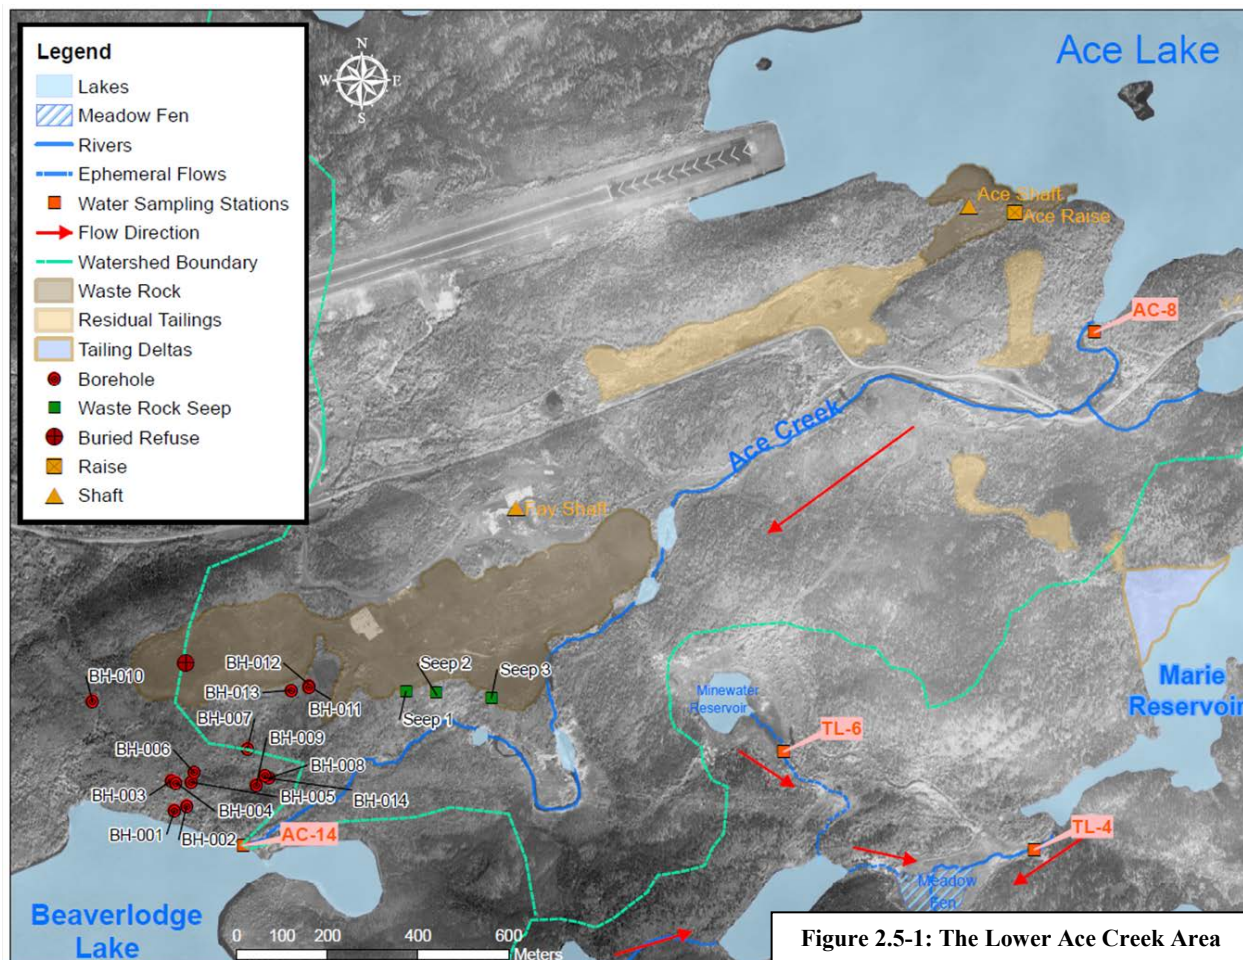 Legend
Lakes
Meadow Fen
Rivers
Ephemeral Flows
Water Sampling Stations
Flow Direction
Watershed Boundary
Waste Rock
Residual Tailings
Tailing Deltas
Borehole
Waste Rock Seep
Buried Refuse
Raise
Shaft
N
W E
S
Ace Lake
Ace Shaft
Ace Raise
AC-8
Ace Creek
Fay Shaft
BH-010
BH-012
BH-013
BH-011
Seep 2
Seep 3
Seep 1
BH-007
BH-009
BH-006
BH-008
BH-003
BH-005
BH-014
BH-004
BH-001
BH-002
AC-14
Minewater
Reservoir
TL-6
Marie
Reservoir
TL-4
Meadow
Fen
Beaverlodge
Lake
0 200 400 600
Meters
Figure 2.5-1: The Lower Ace Creek Area